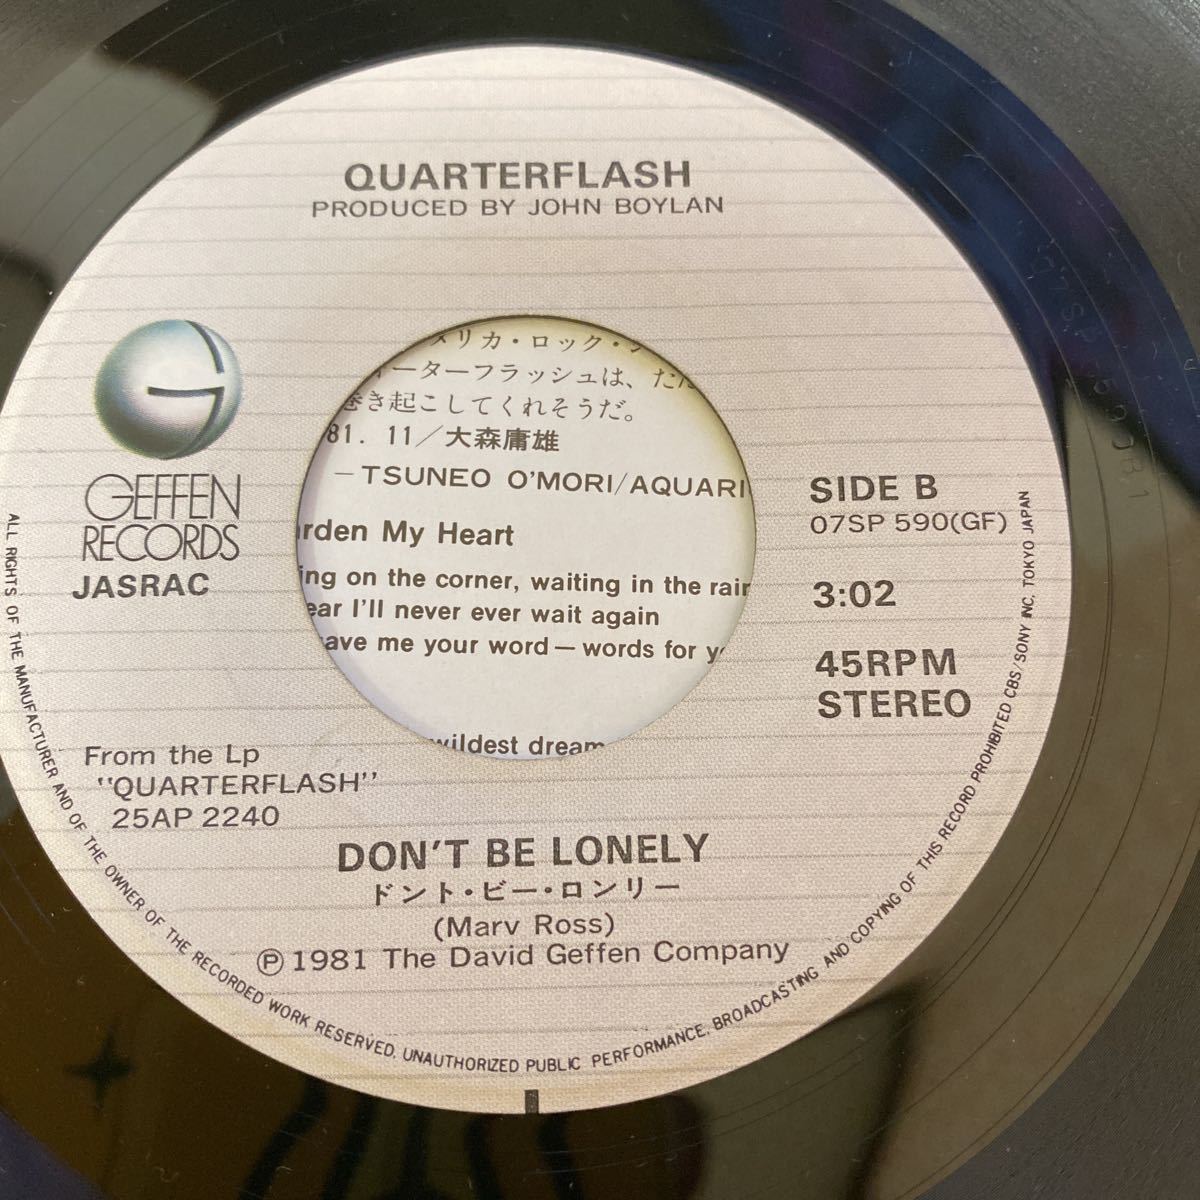 QUARTERFLASH
PRODUCED BY JOHN BOYLAN
GEFFEN
RECORDS
JASRAC
メリカ・ロック・
ーターフラッシュは、ただ
巻き起こしてくれそうだ。
81. 11／大森庸雄
—TSUNEO O'MORI/AQUARI
rden My Heart
ing on the corner, waiting in the rain
ear I'll never ever wait again
ave me your word — words for y
wildest dream
SIDE B
07SP 590(GF)
3:02
45RPM
STEREO
From the Lp
"QUARTERFLASH"
25AP 2240
DON'T BE LONELY
ドント・ビー・ロンリー
(Marv Ross)
Ⓟ1981 The David Geffen Company
ALL RIGHTS OF THE MANUFACTURER AND OF THE OWNER OF THE RECORDED WORK RESERVED. UNAUTHORIZED PUBLIC PERFORMANCE. BROADCASTING AND COPYING OF THIS RECORD PROHIBITED CBS/SONY INC, TOKYO JAPAN